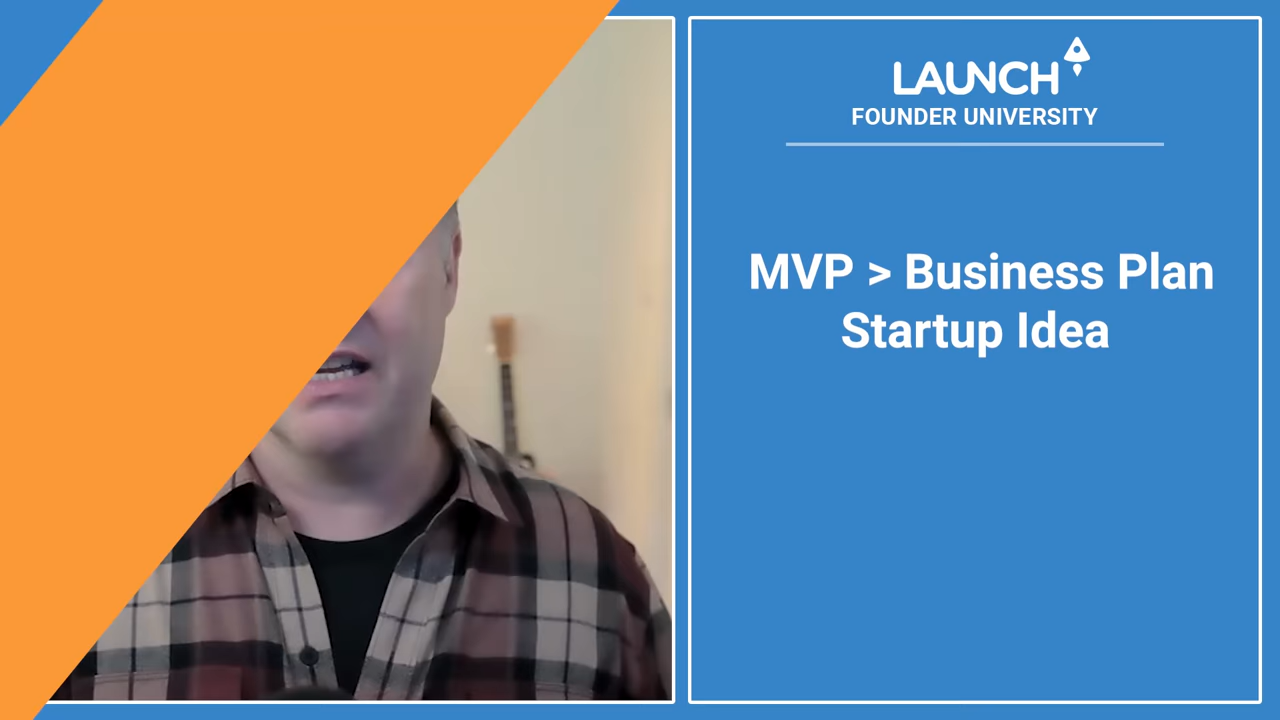 LAUNCH
FOUNDER UNIVERSITY
MVP > Business Plan
Startup Idea